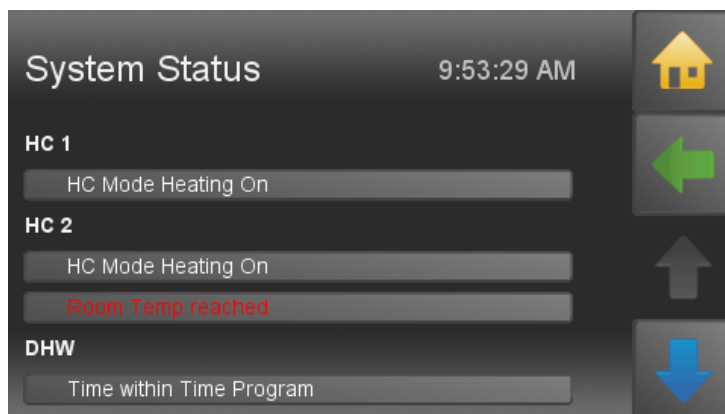 System Status
9:53:29 AM
HC 1
HC Mode Heating On
HC 2
HC Mode Heating On
Room Temp reached
DHW
Time within Time Program